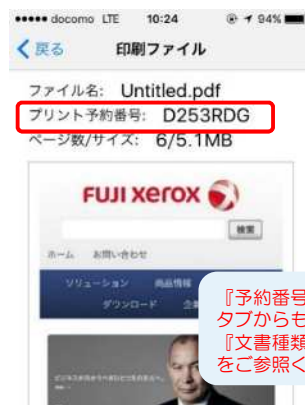 docomo LTE 10:24 94%
戻る 印刷ファイル
ファイル名: Untitled.pdf
プリント予約番号: D253RDG
ページ数/サイズ: 6/5.1MB
FUJI xerox
検索
ホーム お問い合わせ
ソリューション 商品情報
ダウンロード
『予約番号
タブからも
『文書種類
をご参照く